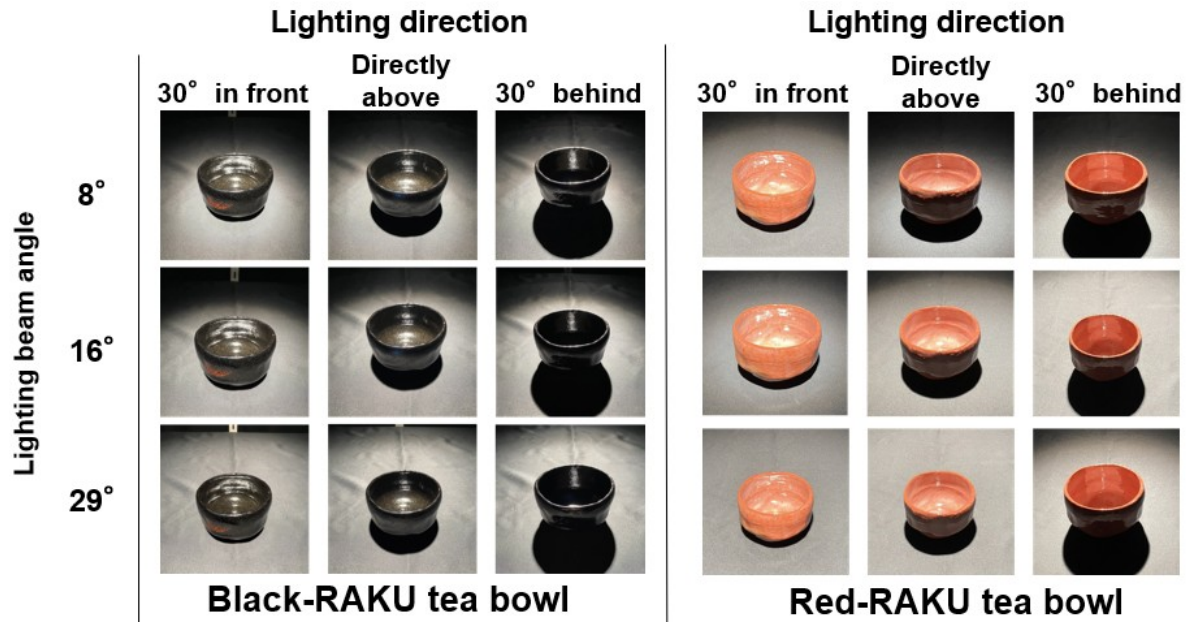 Lighting direction
Lighting direction
30° in front
Directly
above
30° behind
30° in front
Directly
above
30° behind
Lighting beam angle
8°
16°
29°
Black-RAKU tea bowl
Red-RAKU tea bowl